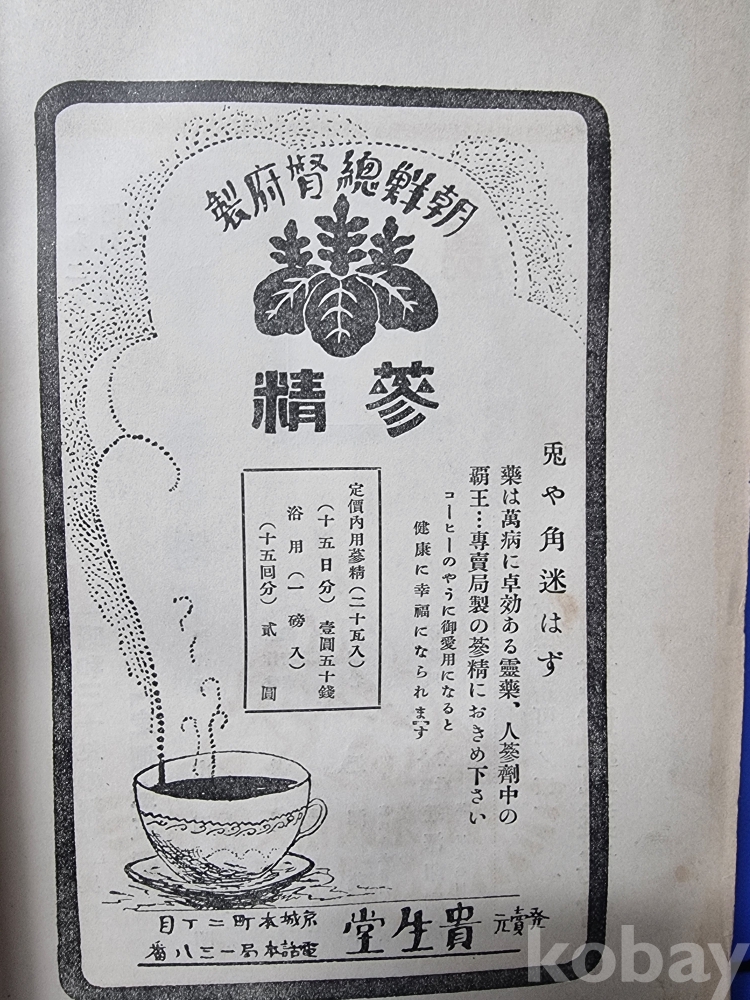 朝鮮總督府製
蔘精
兎や角迷はず
藥は萬病に卓効ある靈藥、人蔘劑中の
覇王…專賣局製の蔘精におきめ下さい
コーヒーのやうに御愛用になると
健康に幸福になられます
定價內用蔘精(二十瓦入)
(十五日分)壹圓五十錢
浴用(一磅入)
(十五回分)貳圓
發賣元 貴生堂
京城本町二丁目
電話本局一三八番
kobay